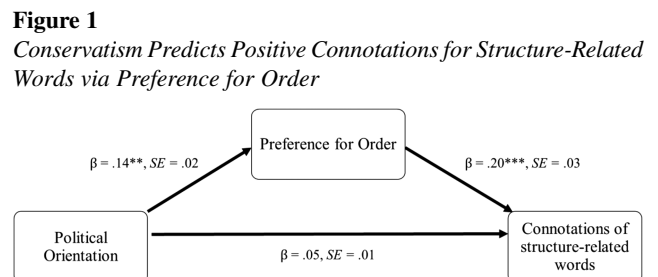 Figure 1
Conservatism Predicts Positive Connotations for Structure-Related
Words via Preference for Order
Preference for Order
β = .14**, SE = .02
β = .20***, SE = .03
Political
Orientation
Connotations of
structure-related
words
β = .05, SE = .01